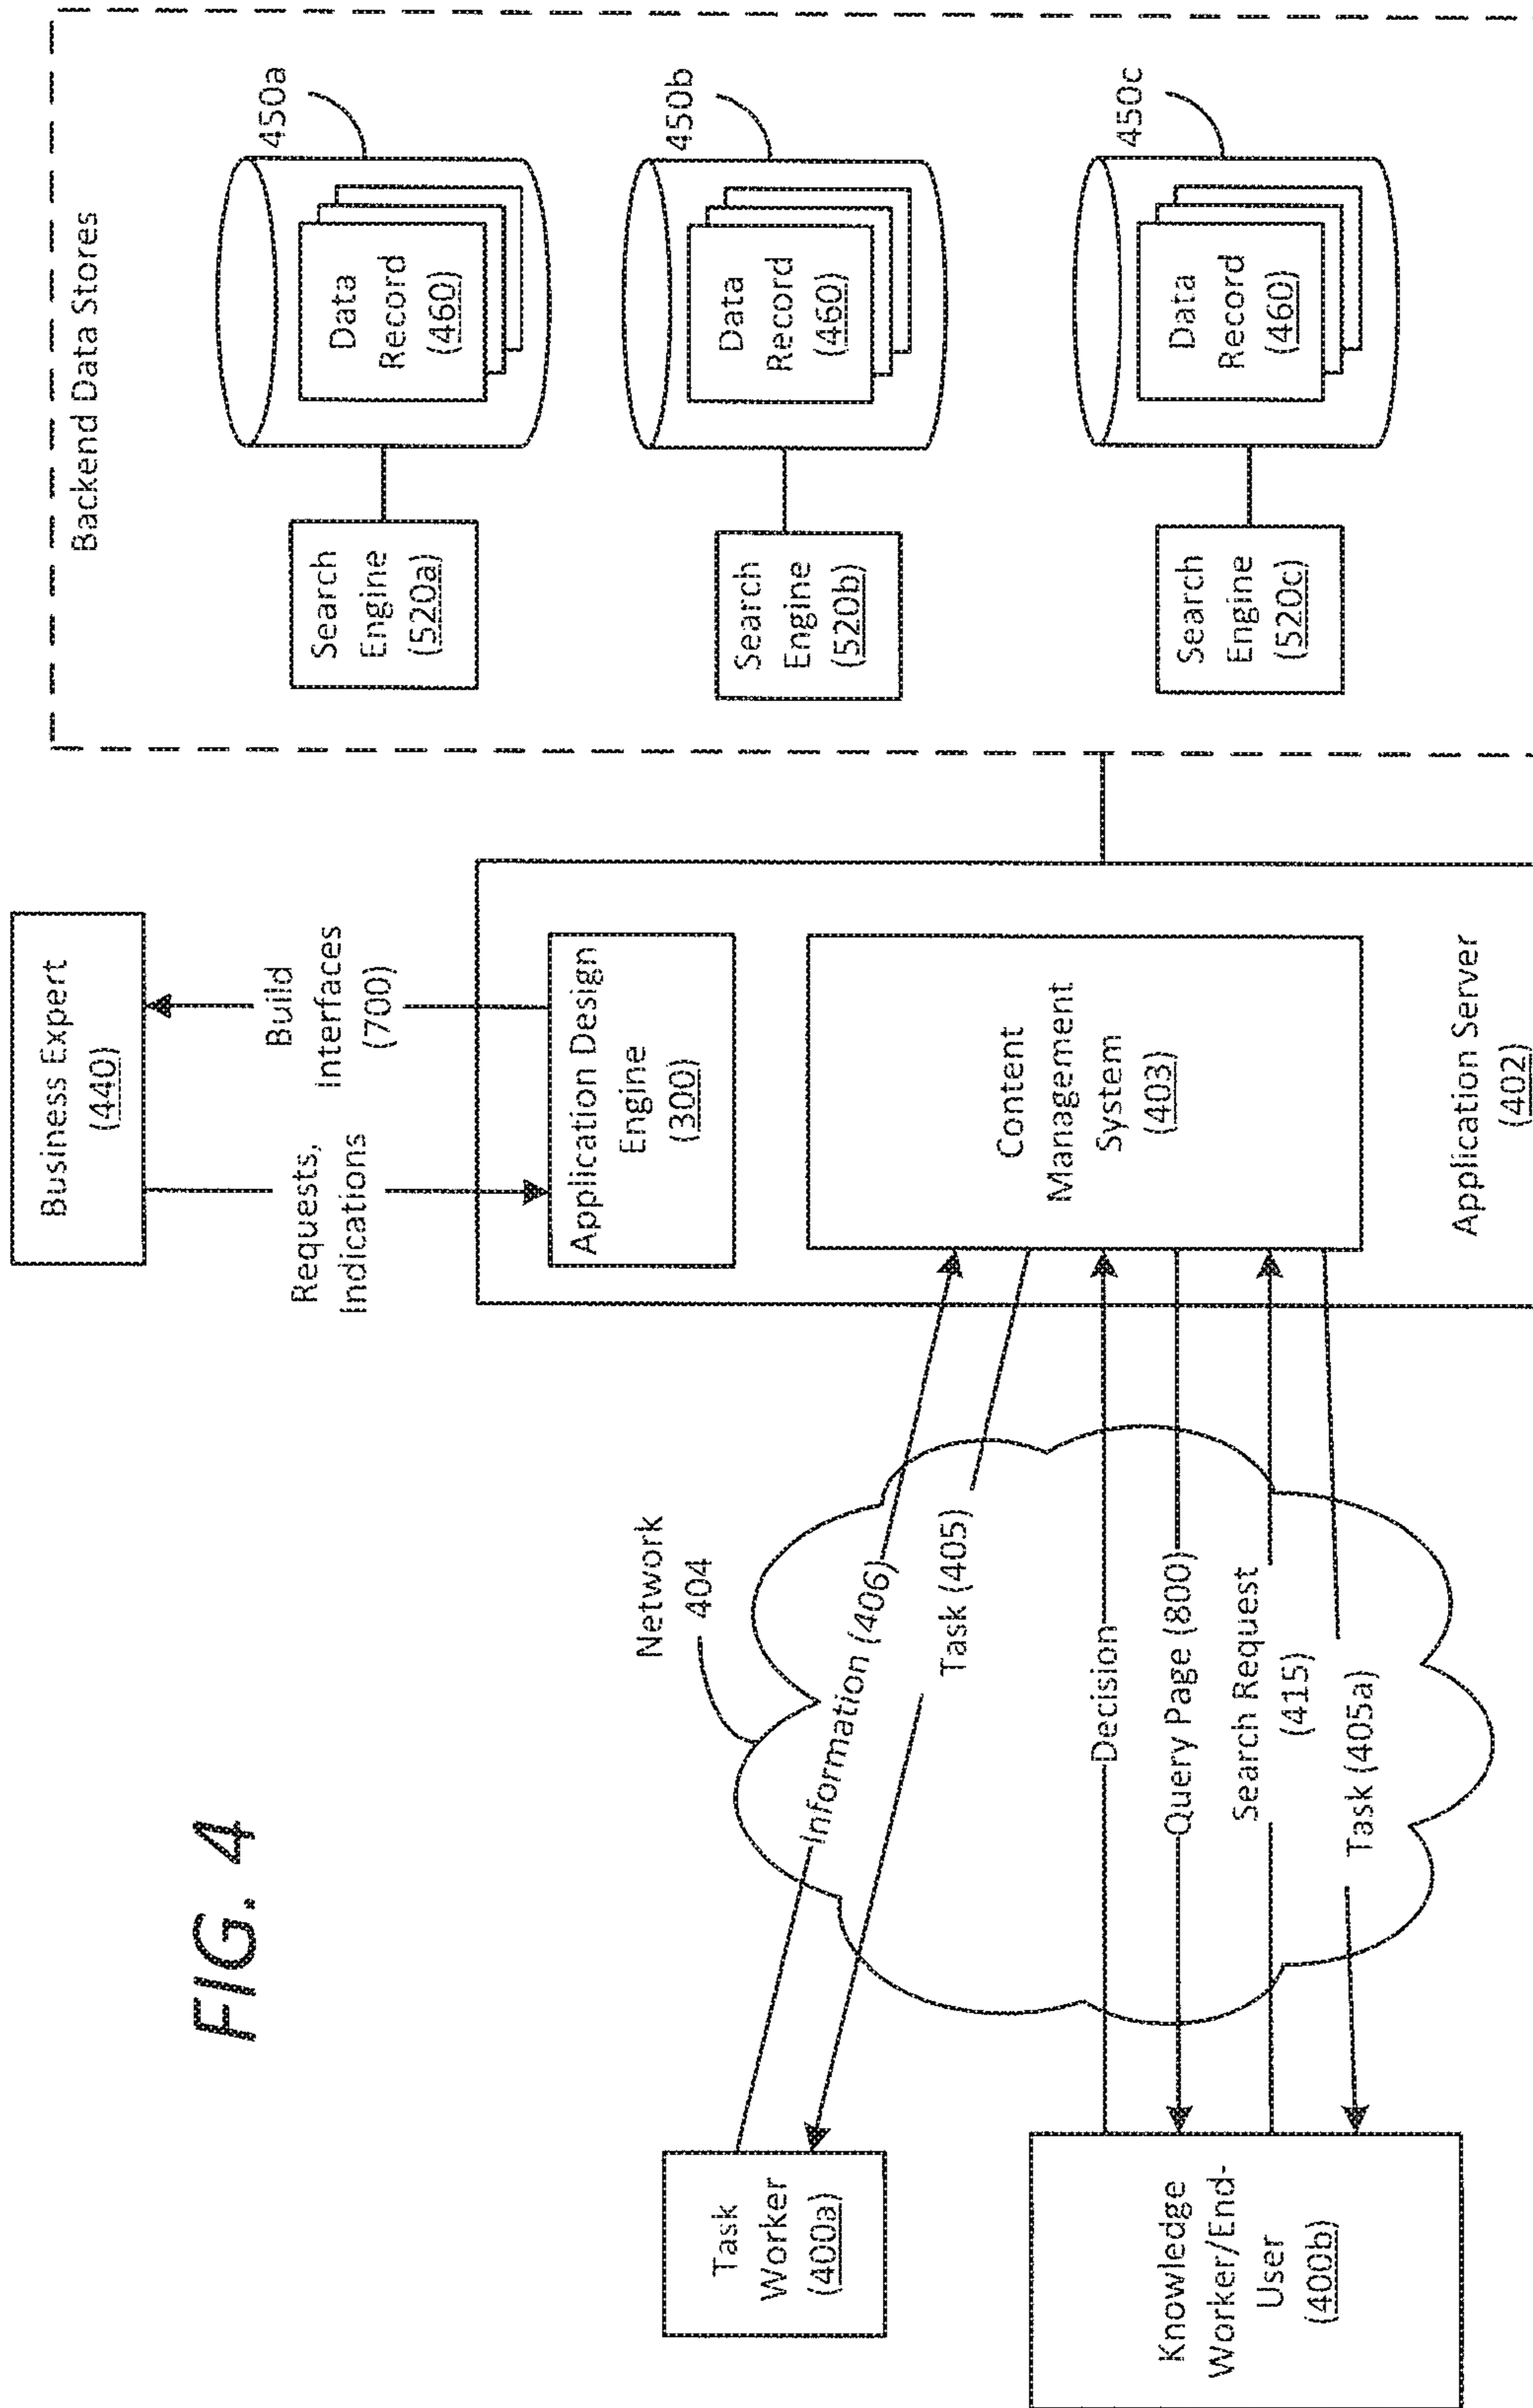 FIG. 4
Business Expert
(440)
Requests,
Indications
Build
Interfaces
(700)
Application Design
Engine
(300)
Content
Management
System
(403)
Application Server
(402)
Network
404
Information (406)
Task (405)
Decision
Query Page (800)
Search Request
(415)
Task (405a)
Task
Worker
(400a)
Knowledge
Worker/End-
User
(400b)
Backend Data Stores
Search
Engine
(520a)
Data
Record
(460)
450a
Search
Engine
(520b)
Data
Record
(460)
450b
Search
Engine
(520c)
Data
Record
(460)
450c